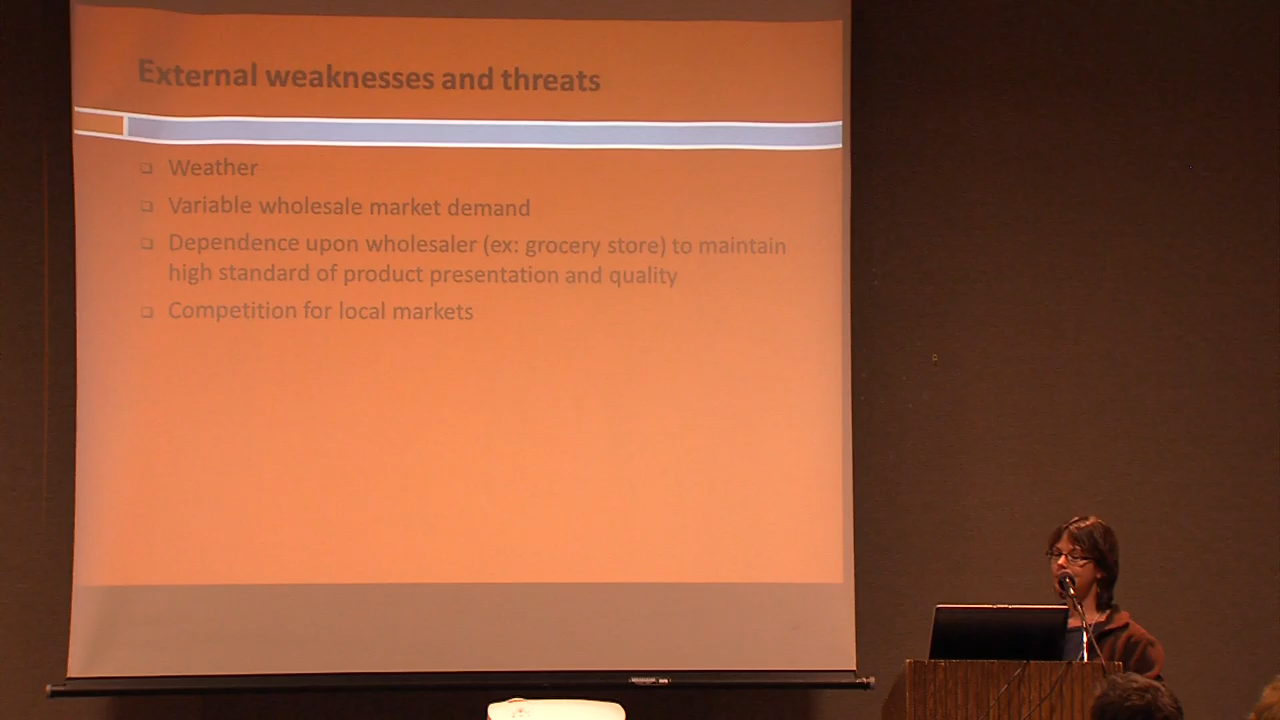 External weaknesses and threats
Weather
Variable wholesale market demand
Dependence upon wholesaler (ex: grocery store) to maintain
high standard of product presentation and quality
Competition for local markets